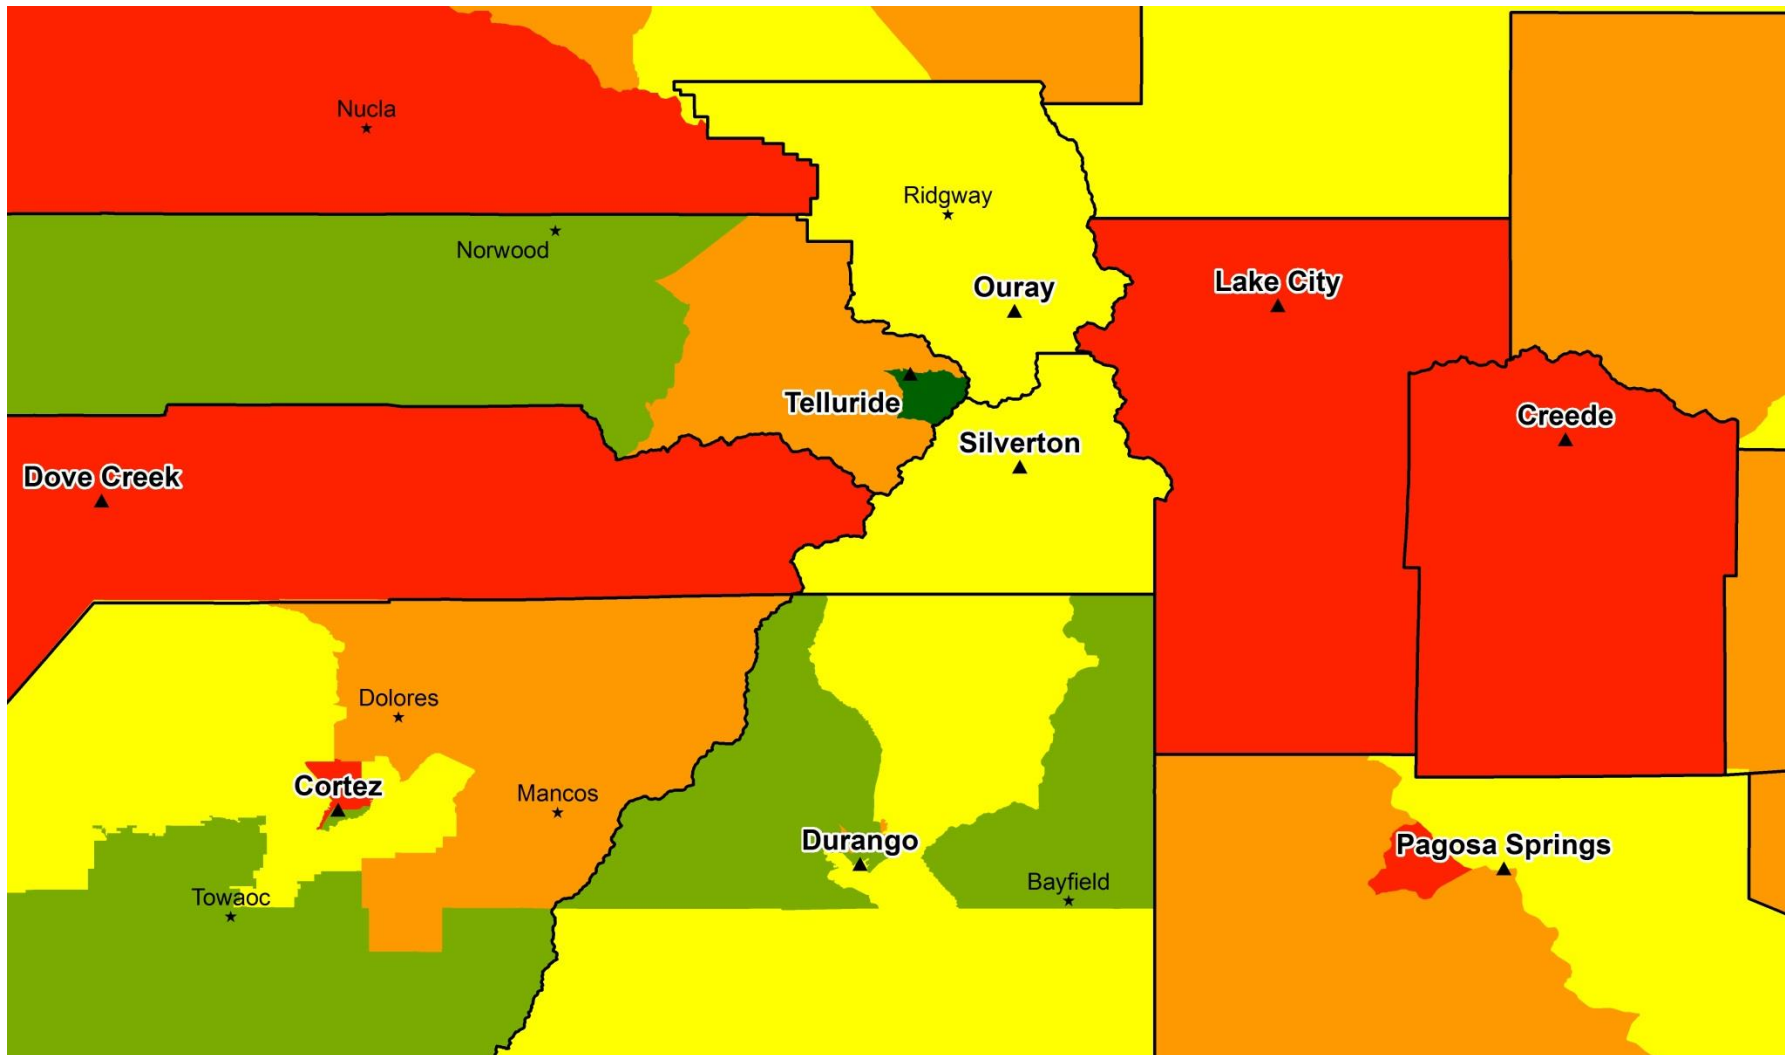 Nucla
Ridgway
Norwood
Ouray
Lake City
Telluride
Creede
Silverton
Dove Creek
Dolores
Cortez
Mancos
Durango
Pagosa Springs
Bayfield
Towaoc